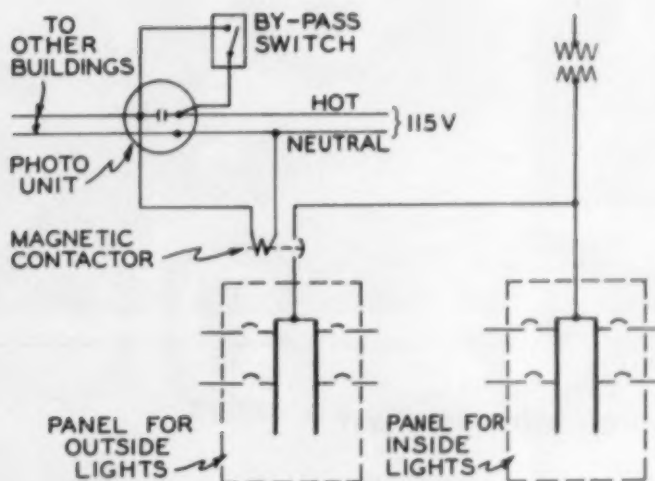 TO
OTHER
BUILDINGS
BY-PASS
SWITCH
HOT
115V
NEUTRAL
PHOTO
UNIT
MAGNETIC
CONTACTOR
PANEL FOR
OUTSIDE
LIGHTS
PANEL FOR
INSIDE
LIGHTS